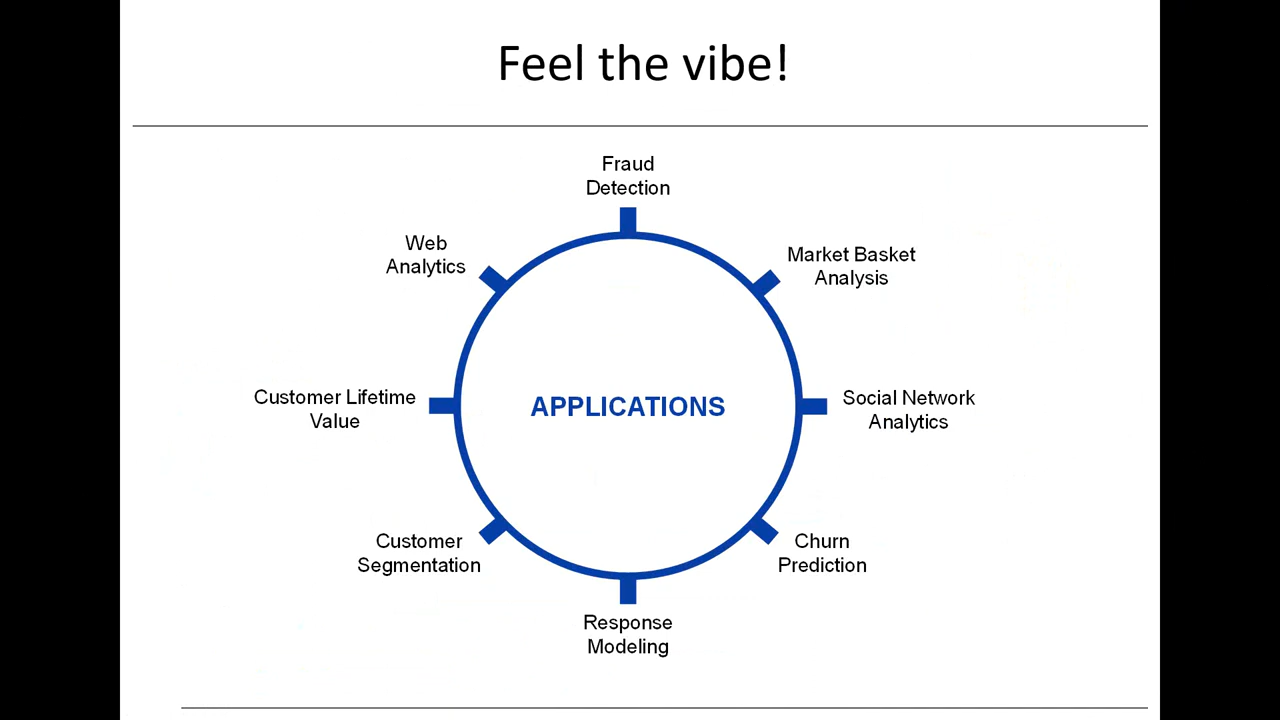 Feel the vibe!
Fraud
Detection
Web
Analytics
Market Basket
Analysis
Customer Lifetime
Value
APPLICATIONS
Social Network
Analytics
Customer
Segmentation
Churn
Prediction
Response
Modeling